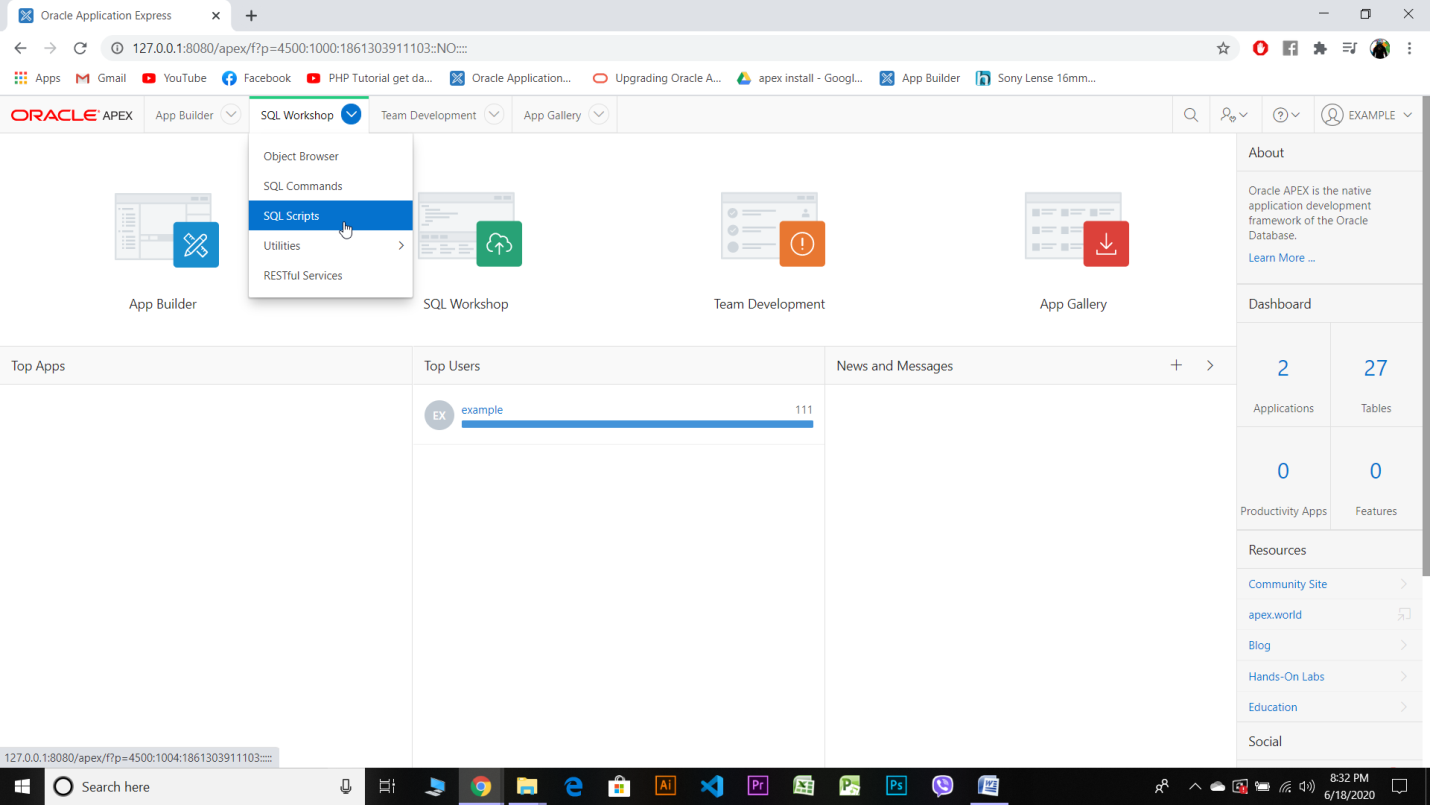 Oracle Application Express
127.0.0.1:8080/apex/f?p=4500:1000:1861303911103::NO::::
Apps
Gmail
YouTube
Facebook
PHP Tutorial get da...
Oracle Application...
Upgrading Oracle A...
apex install - Googl...
App Builder
Sony Lense 16mm...
ORACLE APEX
App Builder
SQL Workshop
Team Development
App Gallery
EXAMPLE
Object Browser
SQL Commands
SQL Scripts
Utilities
RESTful Services
App Builder
SQL Workshop
Team Development
App Gallery
About
Oracle APEX is the native
application development
framework of the Oracle
Database.
Learn More ...
Dashboard
2
27
Applications
Tables
0
0
Productivity Apps
Features
Top Apps
Top Users
News and Messages
EX
example
111
Resources
Community Site
apex.world
Blog
Hands-On Labs
Education
Social
127.0.0.1:8080/apex/f?p=4500:1004:1861303911103:::::
Search here
Ai
Pr
Ps
8:32 PM
6/18/2020